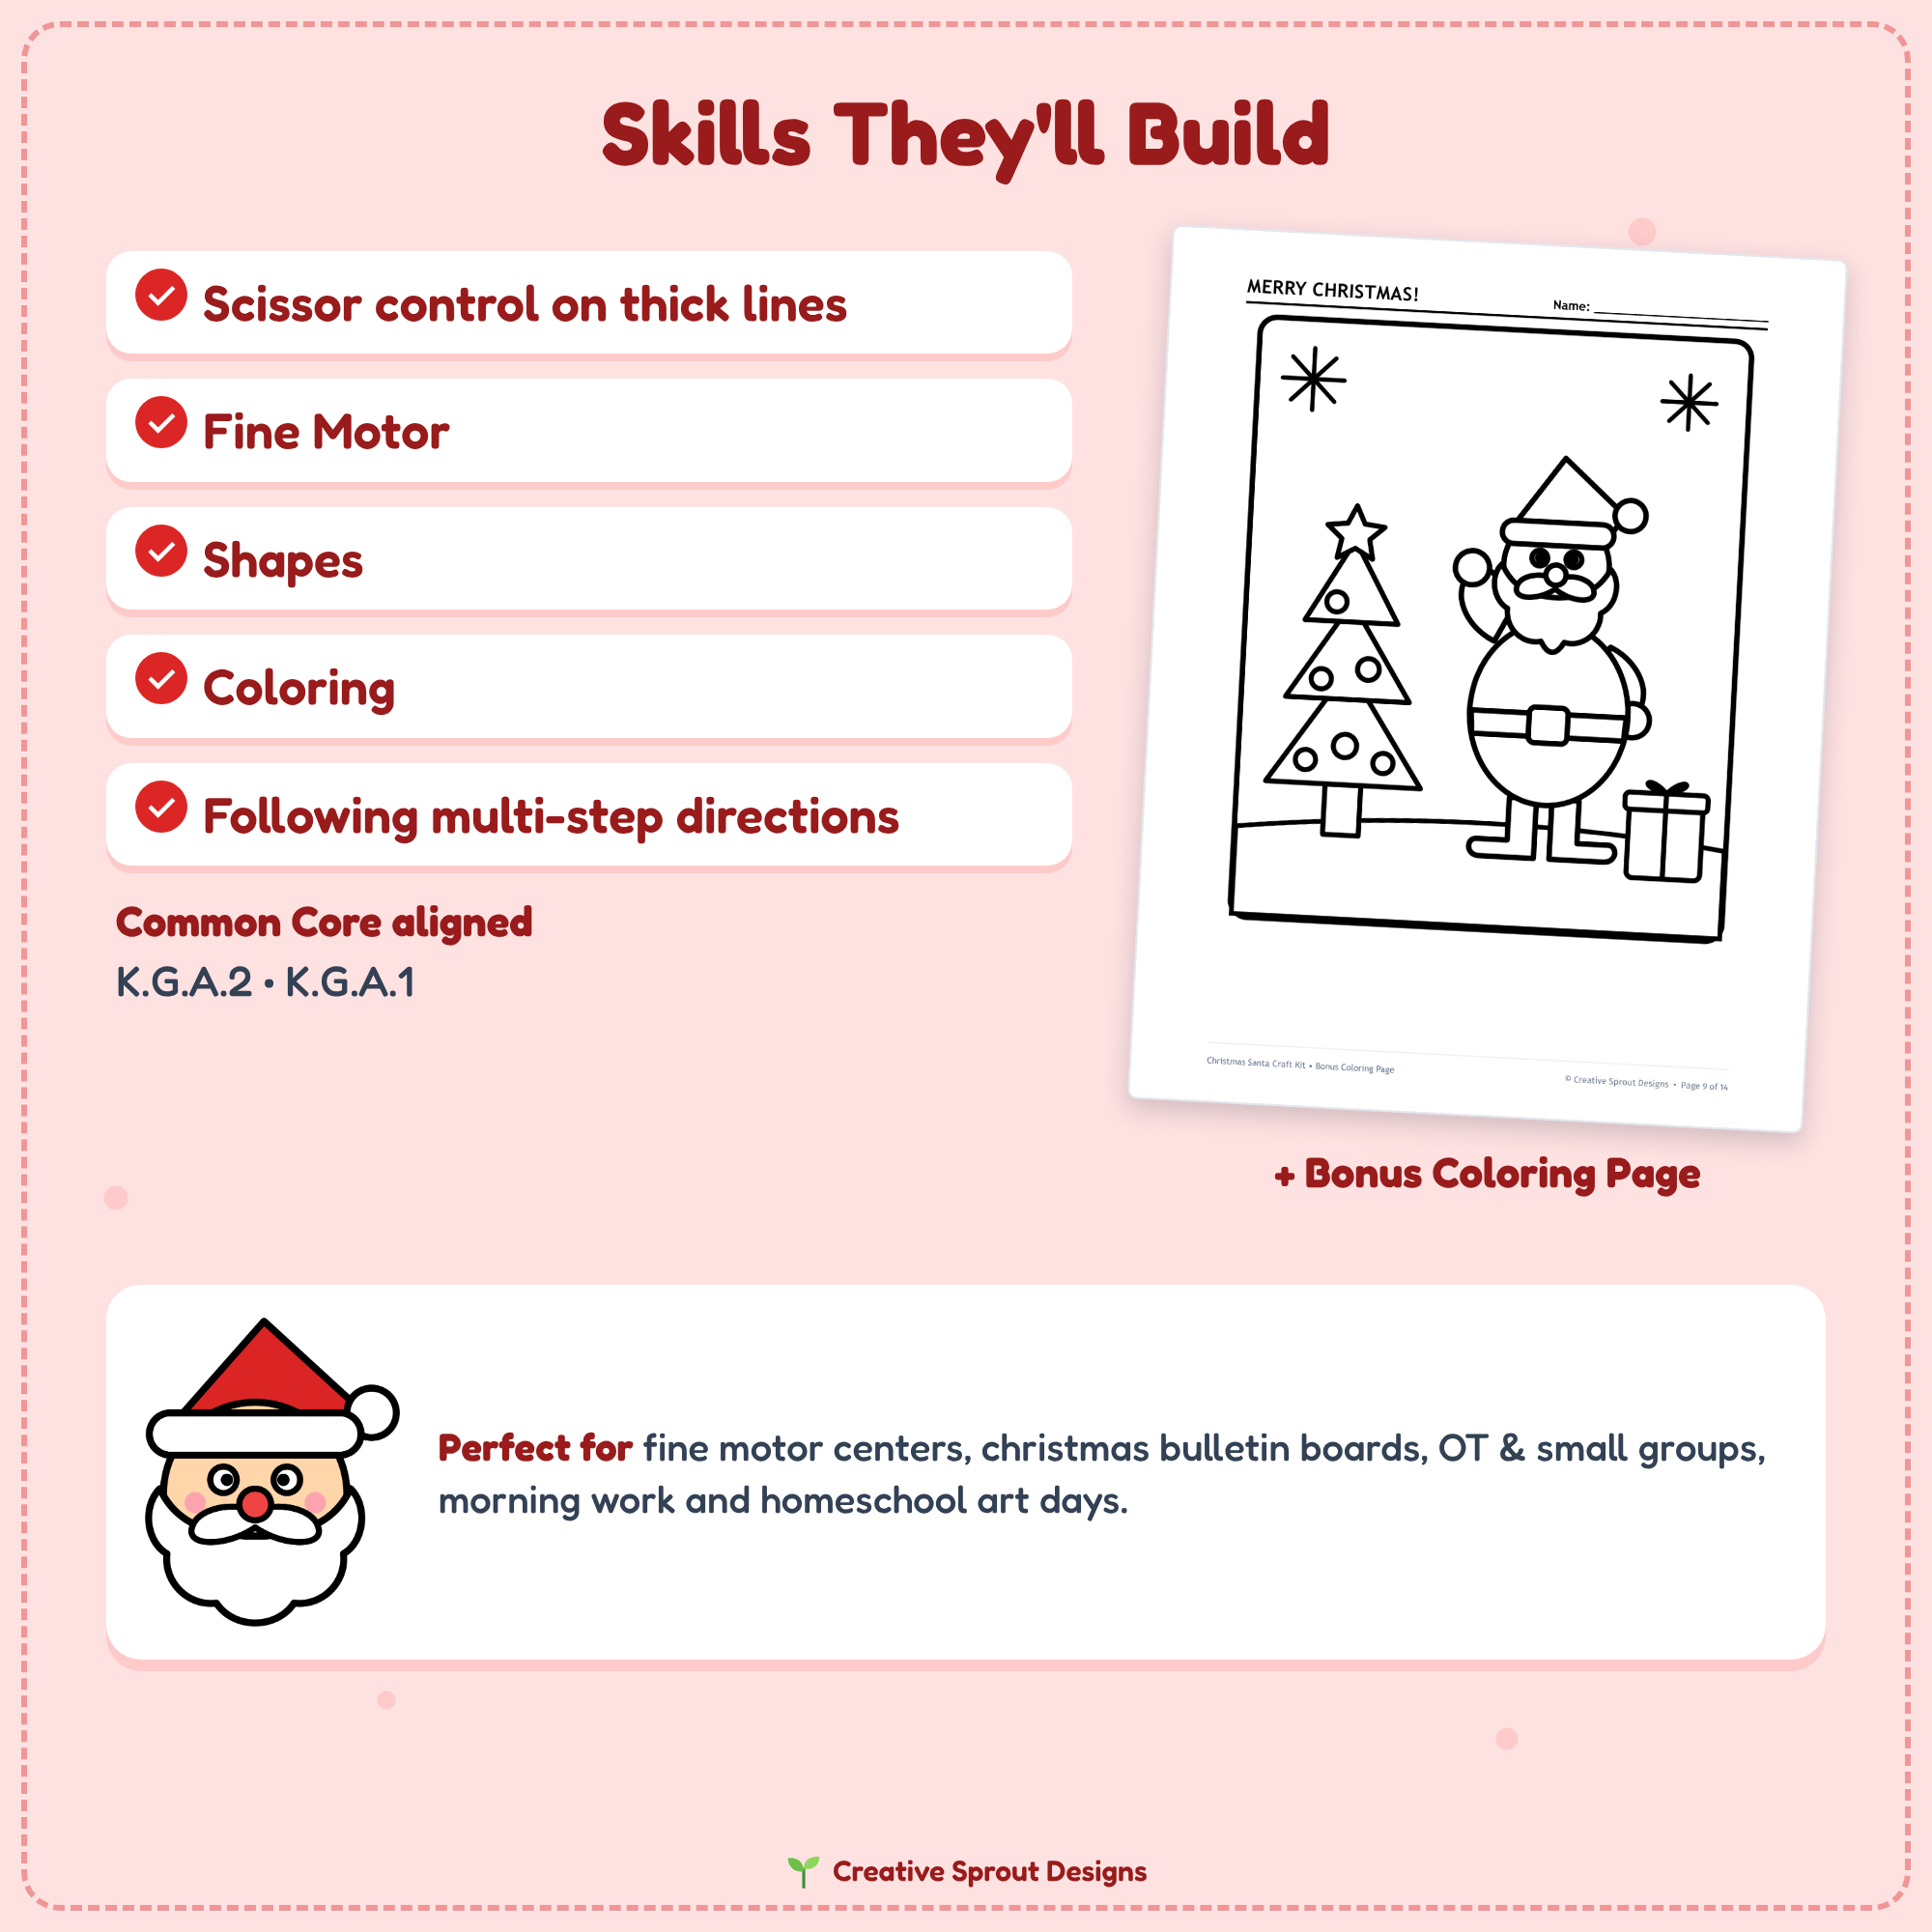 Skills They'll Build
Scissor control on thick lines
Fine Motor
Shapes
Coloring
Following multi-step directions
Common Core aligned
K.G.A.2 • K.G.A.1
MERRY CHRISTMAS!
Name:
Christmas Santa Craft Kit • Bonus Coloring Page
© Creative Sprout Designs • Page 9 of 14
+ Bonus Coloring Page
Perfect for fine motor centers, christmas bulletin boards, OT & small groups,
morning work and homeschool art days.
Creative Sprout Designs